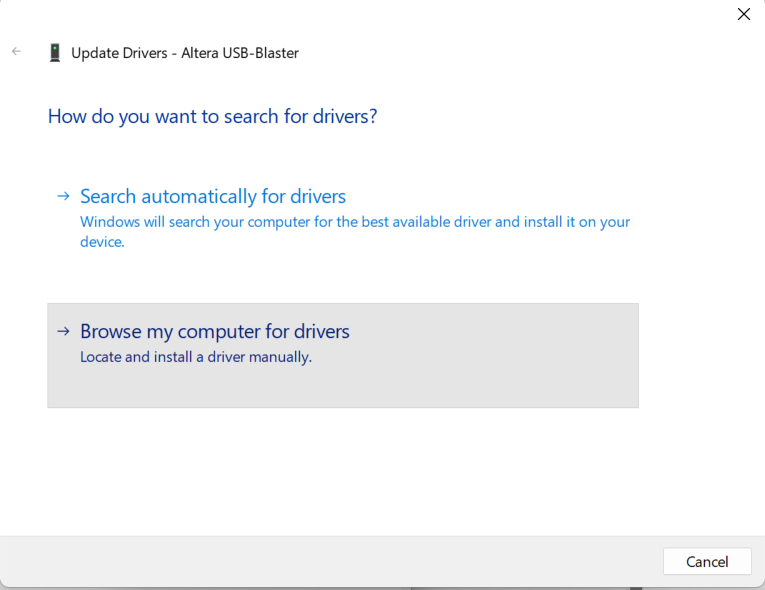 Update Drivers - Altera USB-Blaster
How do you want to search for drivers?
Search automatically for drivers
Windows will search your computer for the best available driver and install it on your
device.
Browse my computer for drivers
Locate and install a driver manually.
Cancel